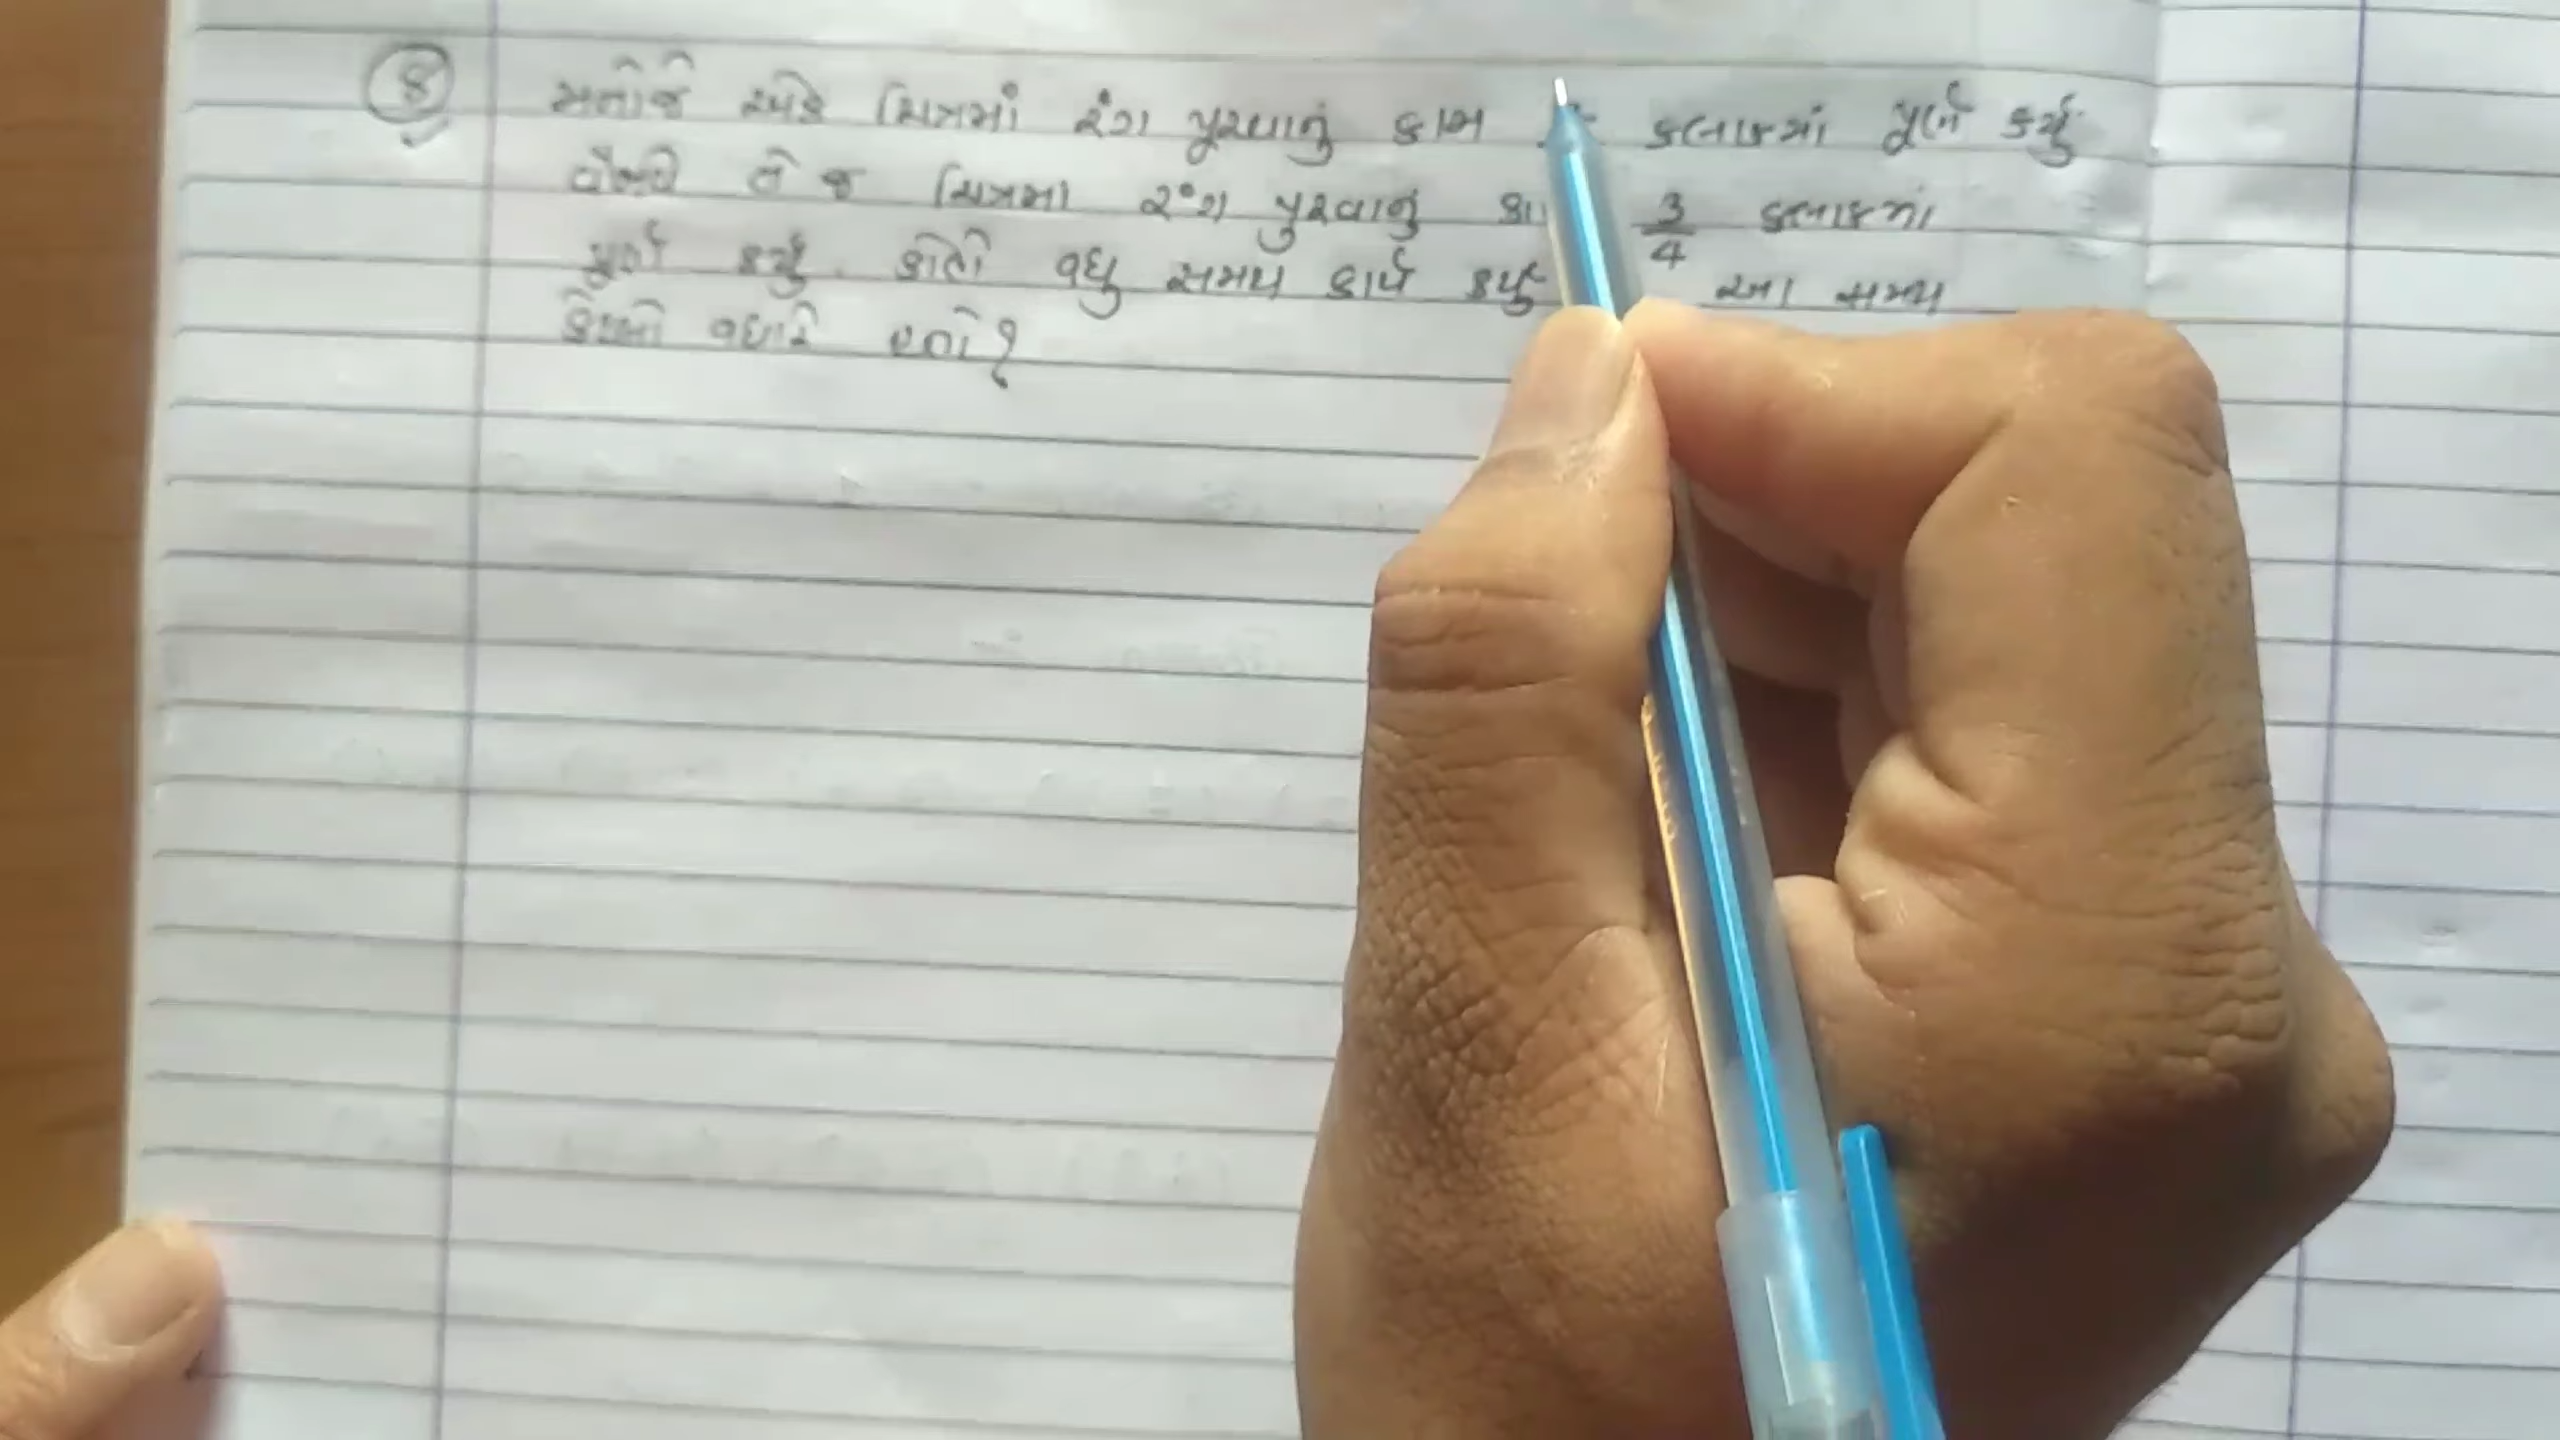 8 મનોજે એક ચિત્રમાં રંગ પૂરવાનું કામ કલાકમાં પૂર્ણ કર્યું
વૈભવે તે જ ચિત્રમા રંગ પુરવાનું 3/4 કલાકમાં
પૂર્ણ કર્યું. કોણે વધુ સમય કાર્ય કર્યું આ સમય
કેટલો વધારે હતો?